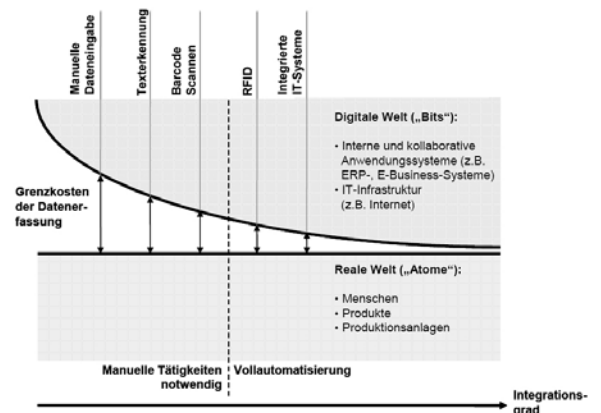 Manuelle
Dateneingabe
Texterkennung
Barcode
Scannen
RFID
Integrierte
IT-Systeme
Digitale Welt („Bits“):
• Interne und kollaborative
Anwendungssysteme (z.B.
ERP-, E-Business-Systeme)
• IT-Infrastruktur
(z.B. Internet)
Grenzkosten
der Datener-
fassung
Reale Welt („Atome“):
• Menschen
• Produkte
• Produktionsanlagen
Manuelle Tätigkeiten
notwendig
Vollautomatisierung
Integrations-
grad